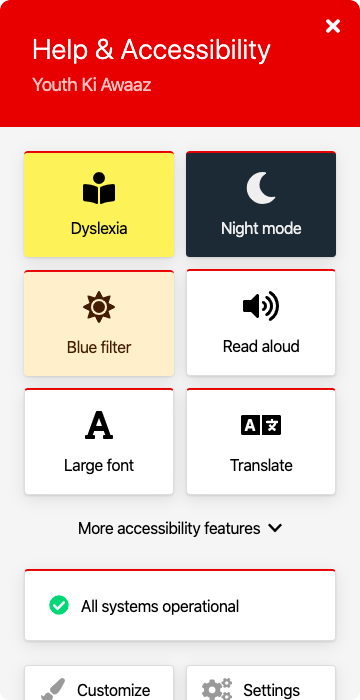 Help & Accessibility
Youth Ki Awaaz
Dyslexia
Night mode
Blue filter
Read aloud
Large font
A
Translate
More accessibility features
All systems operational
Customize
Settings